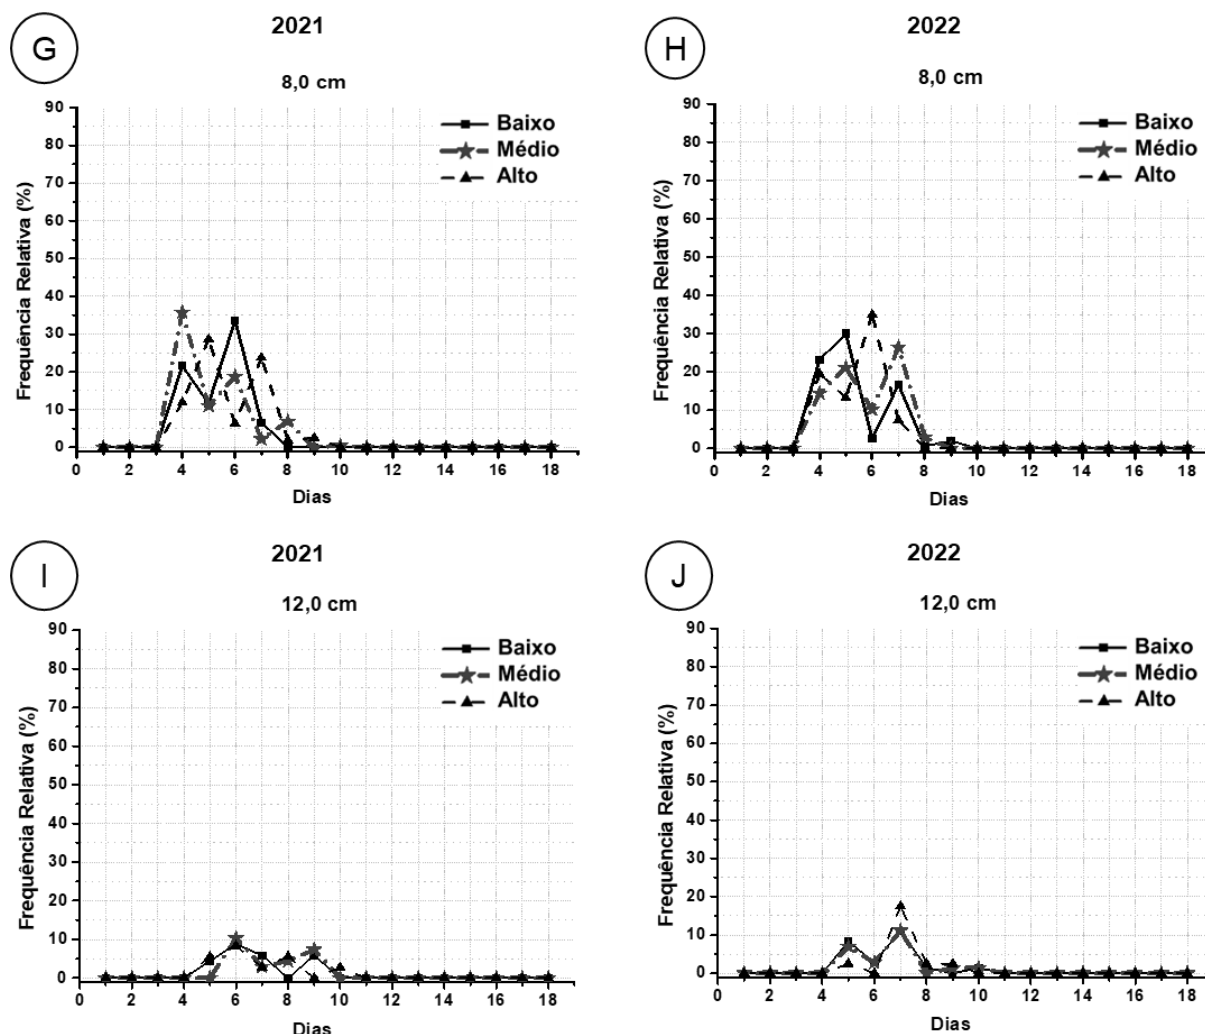 G
2021
8,0 cm
Frequência Relativa (%)
90
80
70
60
50
40
30
20
10
0
Baixo
Médio
Alto
0 2 4 6 8 10 12 14 16 18
Dias
H
2022
8,0 cm
Frequência Relativa (%)
90
80
70
60
50
40
30
20
10
0
Baixo
Médio
Alto
0 2 4 6 8 10 12 14 16 18
Dias
I
2021
12,0 cm
Frequência Relativa (%)
90
80
70
60
50
40
30
20
10
0
Baixo
Médio
Alto
0 2 4 6 8 10 12 14 16 18
Dias
J
2022
12,0 cm
Frequência Relativa (%)
90
80
70
60
50
40
30
20
10
0
Baixo
Médio
Alto
0 2 4 6 8 10 12 14 16 18
Dias